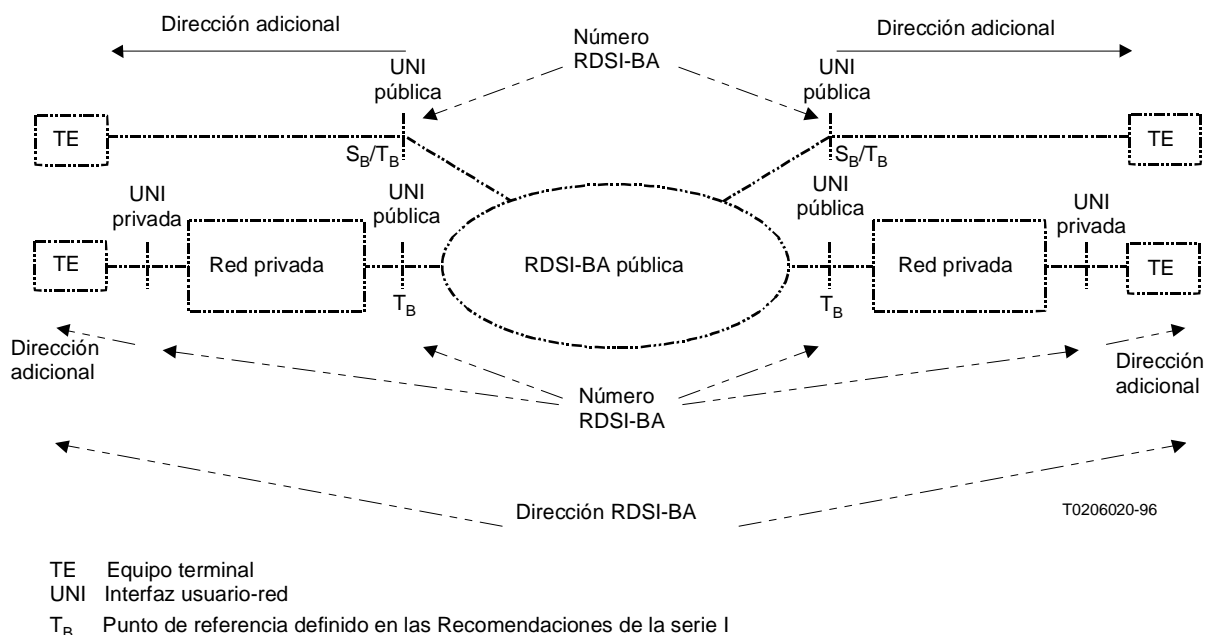 Dirección adicional
Número
RDSI-BA
Dirección adicional
UNI
pública
UNI
pública
TE
S_B/T_B
S_B/T_B
TE
UNI
privada
UNI
pública
UNI
pública
UNI
privada
TE
Red privada
RDSI-BA pública
Red privada
TE
T_B
T_B
Dirección
adicional
Número
RDSI-BA
Dirección
adicional
Dirección RDSI-BA
T0206020-96
TE Equipo terminal
UNI Interfaz usuario-red
T_B Punto de referencia definido en las Recomendaciones de la serie I